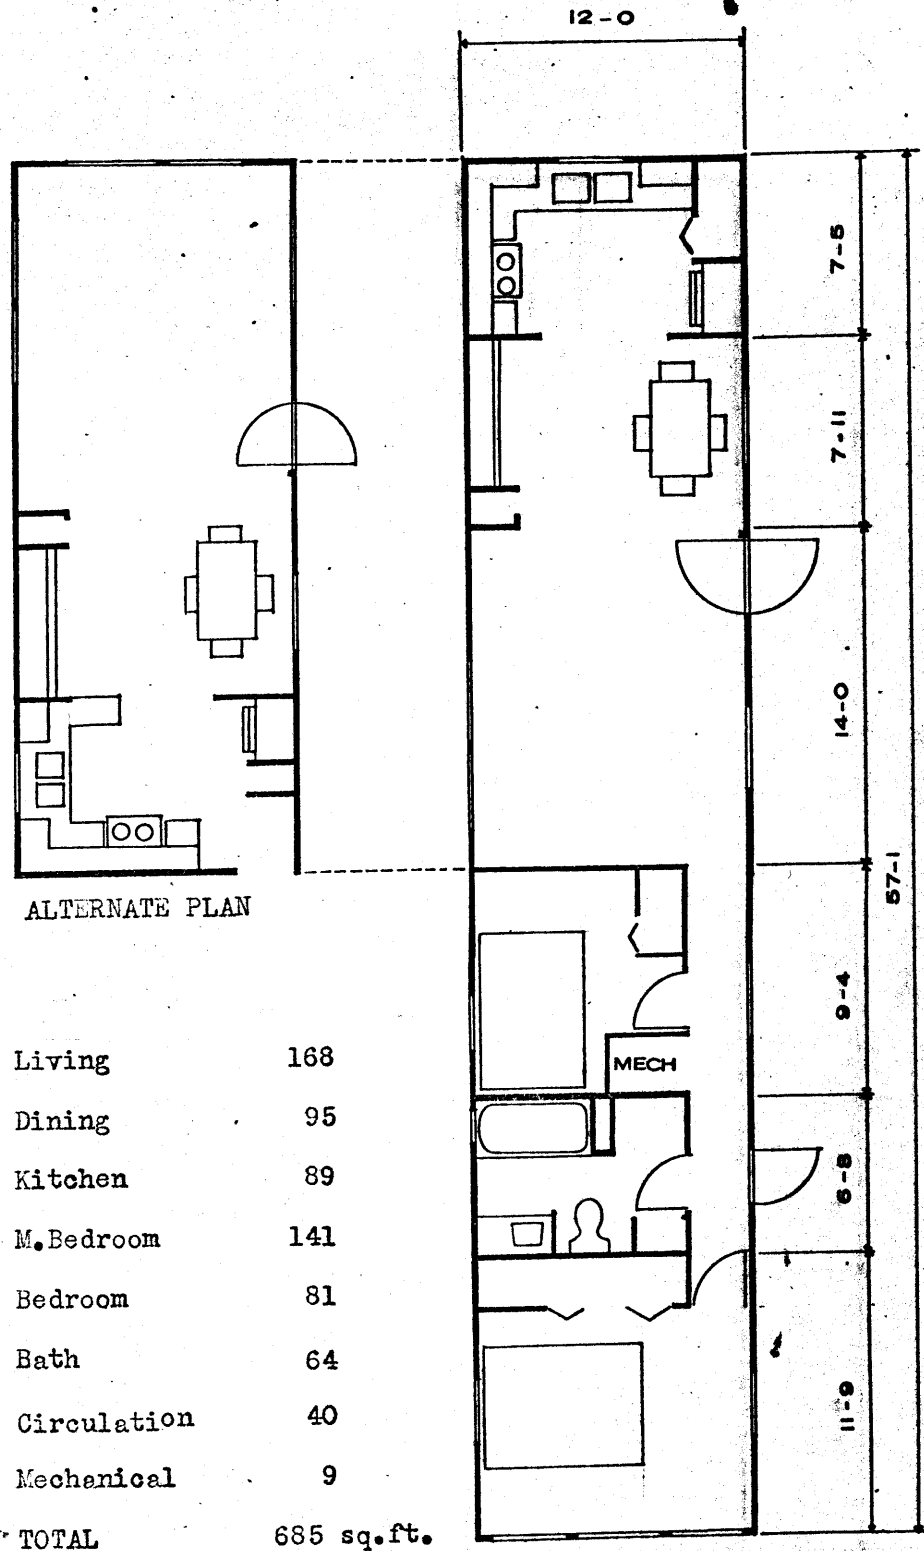 12-0
7-5
7-11
14-0
57-1
ALTERNATE PLAN
9-4
MECH
6-8
11-9
Living 168
Dining 95
Kitchen 89
M.Bedroom 141
Bedroom 81
Bath 64
Circulation 40
Mechanical 9
TOTAL 685 sq.ft.